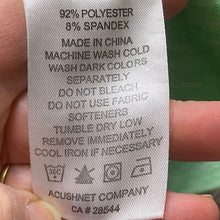 92% POLYESTER
8% SPANDEX
MADE IN CHINA
MACHINE WASH COLD
WASH DARK COLORS
SEPARATELY
DO NOT BLEACH
DO NOT USE FABRIC
SOFTENERS
TUMBLE DRY LOW
REMOVE IMMEDIATELY
COOL IRON IF NECESSARY
30C
ACUSHNET COMPANY
CA # 28544